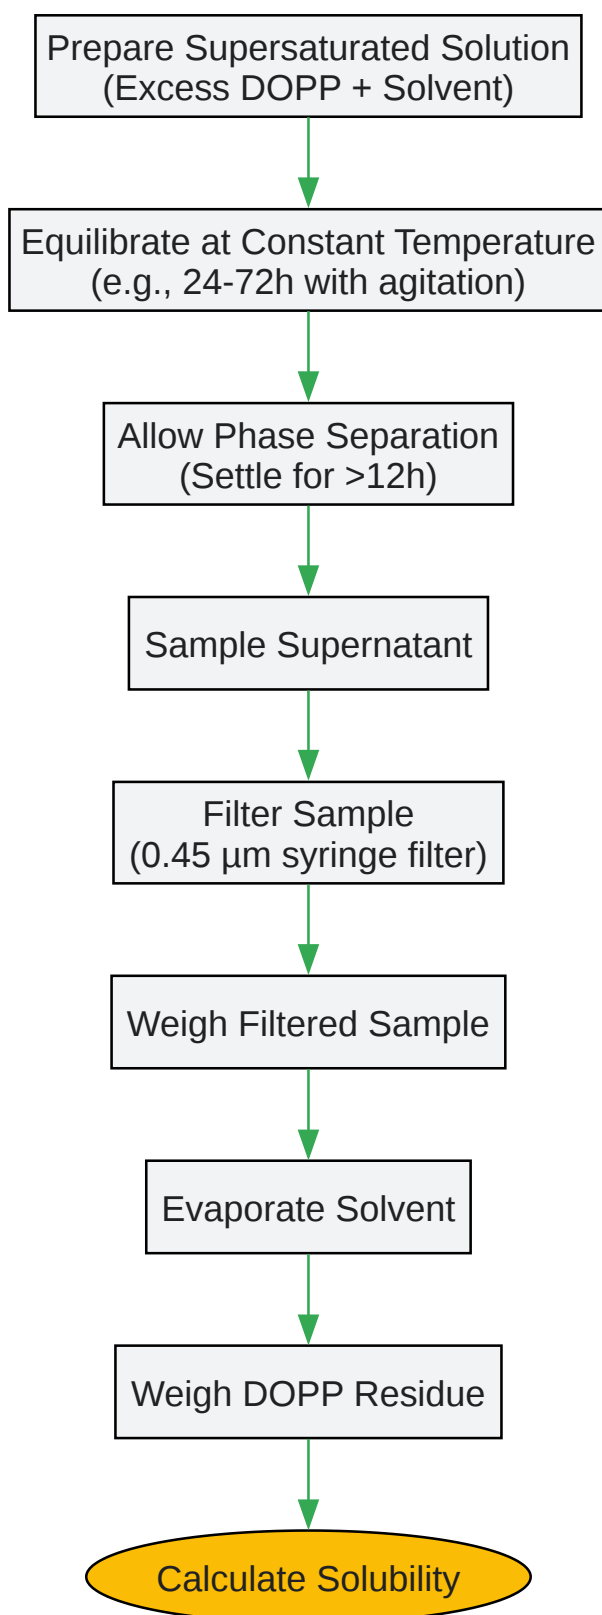 Prepare Supersaturated Solution
(Excess DOPP + Solvent)
Equilibrate at Constant Temperature
(e.g., 24-72h with agitation)
Allow Phase Separation
(Settle for >12h)
Sample Supernatant
Filter Sample
(0.45 µm syringe filter)
Weigh Filtered Sample
Evaporate Solvent
Weigh DOPP Residue
Calculate Solubility